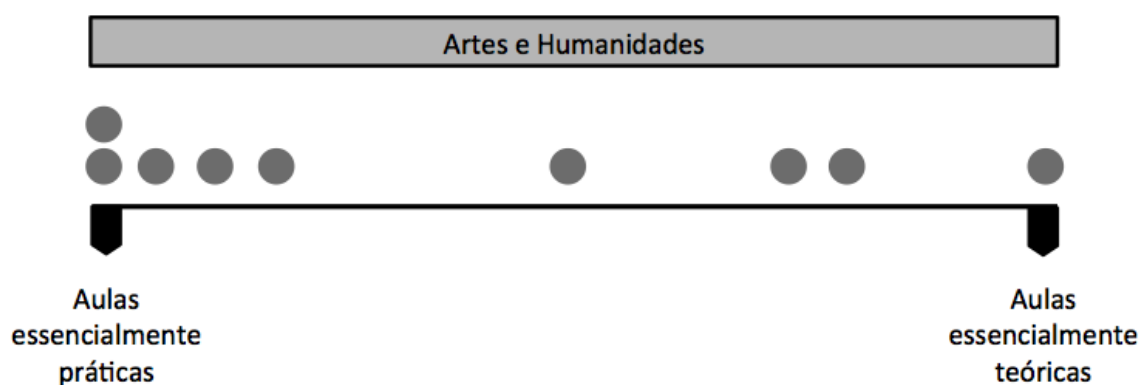 Artes e Humanidades
Aulas
essencialmente
práticas
Aulas
essencialmente
teóricas